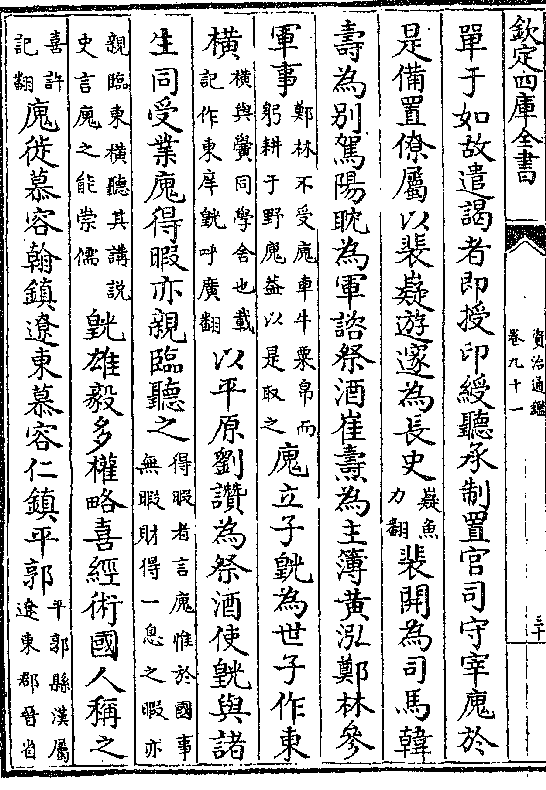 欽定四庫全書
資治通鑑
卷九十一
三十
單于如故遣謁者即授印綬聽承制置官司守宰廆於
是備置僚屬以裴嶷遊邃為長史嶷魚力翻裴開為司馬韓
壽為别駕陽耽為軍諮祭酒崔燾為主簿黄泓鄭林參
軍事鄭林不受廆車牛粟帛而躬耕于野廆葢以是取之廆立子皝為世子作東
横横與黌同學舍也載記作東庠皝呼廣翻以平原劉讚為祭酒使皝與諸
生同受業廆得暇亦親臨聽之得暇者言廆惟於國事無暇財得一息之暇亦
親臨東横聽其講説史言廆之能崇儒皝雄毅多權略喜經術國人稱之
喜許記翻廆徙慕容翰鎮遼東慕容仁鎮平郭平郭縣漢屬遼東郡晉省